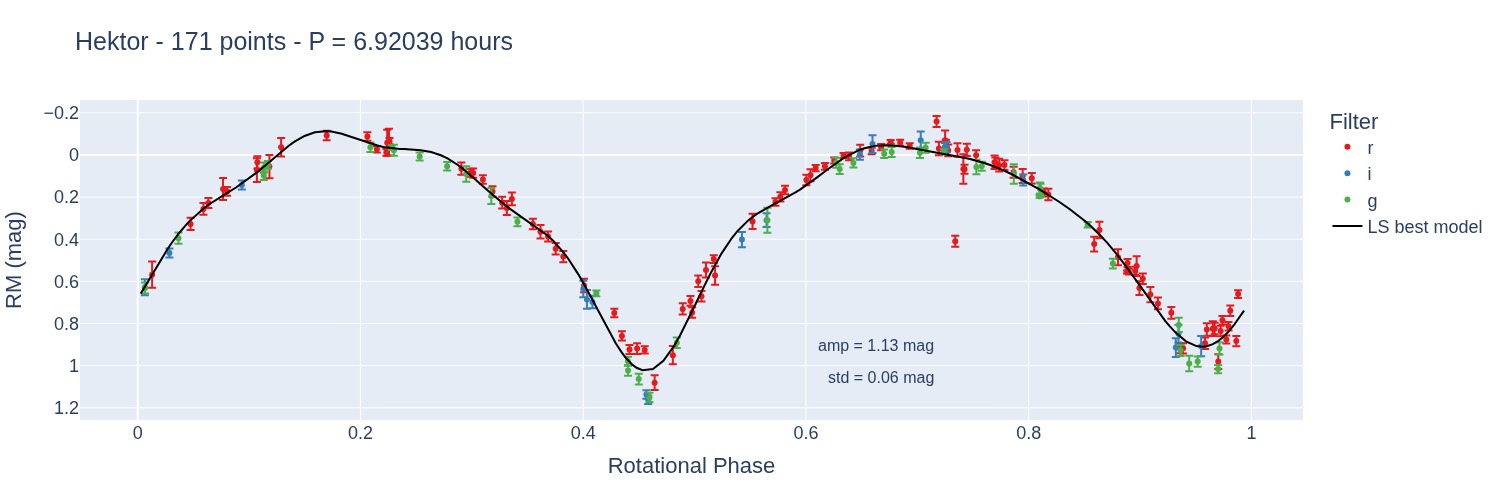 Hektor - 171 points - P = 6.92039 hours
−0.2
0
0.2
0.4
0.6
0.8
1
1.2
RM (mag)
0
0.2
0.4
0.6
0.8
1
Rotational Phase
amp = 1.13 mag
std = 0.06 mag
Filter
r
i
g
LS best model